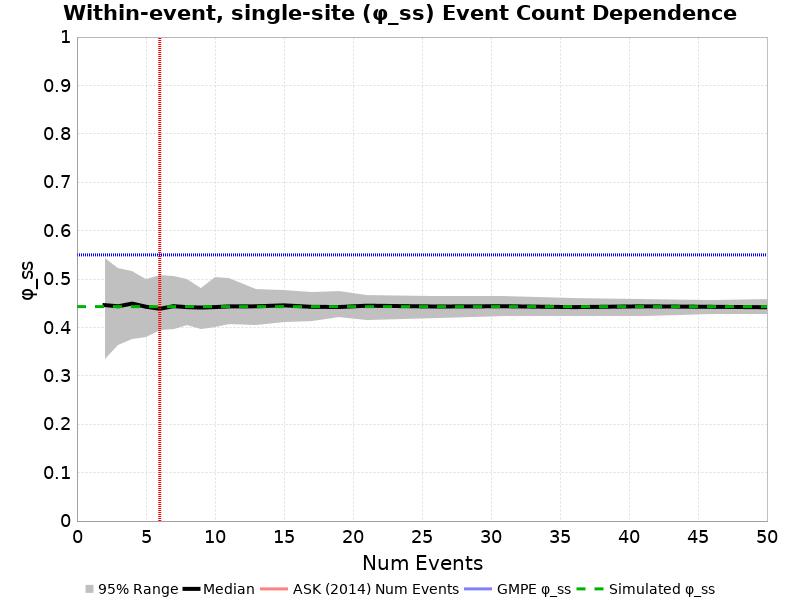 Within-event, single-site (φ_ss) Event Count Dependence
1
0.9
0.8
0.7
0.6
0.5
0.4
0.3
0.2
0.1
0
φ_ss
0 5 10 15 20 25 30 35 40 45 50
Num Events
95% Range Median ASK (2014) Num Events GMPE φ_ss Simulated φ_ss